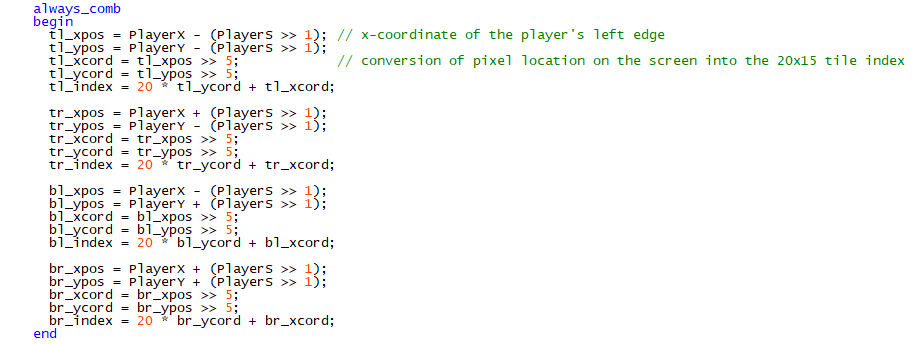 always_comb
begin
  tl_xpos = PlayerX - (PlayerS >> 1); // x-coordinate of the player's left edge
  tl_ypos = PlayerY - (PlayerS >> 1);
  tl_xcord = tl_xpos >> 5;            // conversion of pixel location on the screen into the 20x15 tile index
  tl_ycord = tl_ypos >> 5;
  tl_index = 20 * tl_ycord + tl_xcord;

  tr_xpos = PlayerX + (PlayerS >> 1);
  tr_ypos = PlayerY - (PlayerS >> 1);
  tr_xcord = tr_xpos >> 5;
  tr_ycord = tr_ypos >> 5;
  tr_index = 20 * tr_ycord + tr_xcord;

  bl_xpos = PlayerX - (PlayerS >> 1);
  bl_ypos = PlayerY + (PlayerS >> 1);
  bl_xcord = bl_xpos >> 5;
  bl_ycord = bl_ypos >> 5;
  bl_index = 20 * bl_ycord + bl_xcord;

  br_xpos = PlayerX + (PlayerS >> 1);
  br_ypos = PlayerY + (PlayerS >> 1);
  br_xcord = br_xpos >> 5;
  br_ycord = br_ypos >> 5;
  br_index = 20 * br_ycord + br_xcord;
end